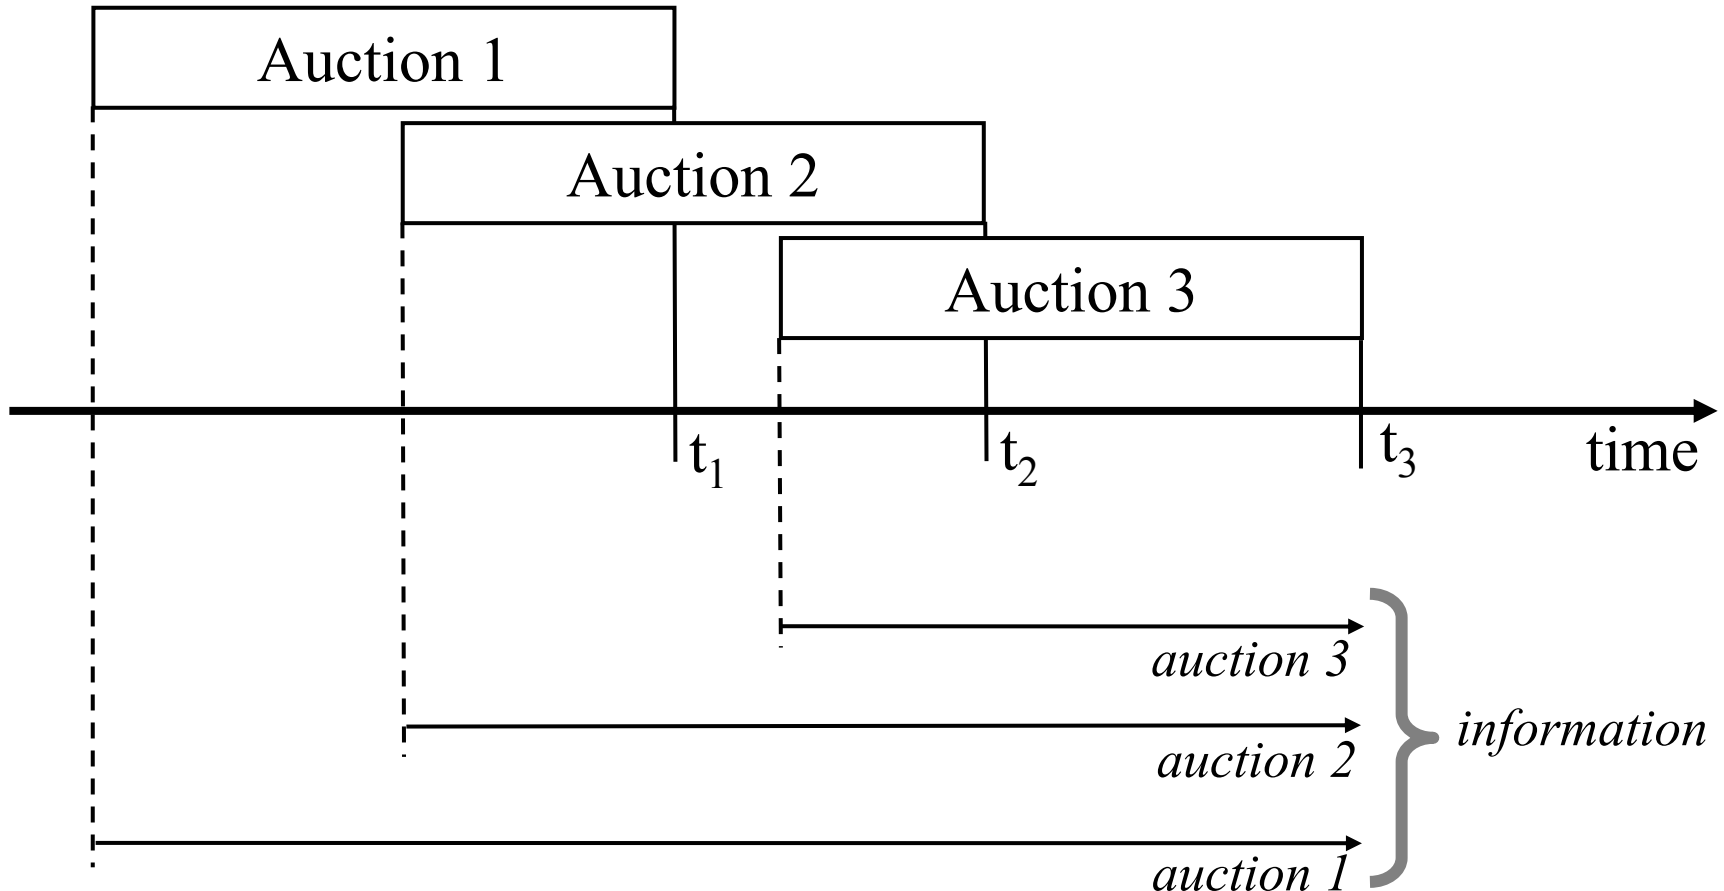 Auction 1
Auction 2
Auction 3
t₁
t₂
t₃
time
auction 3
information
auction 2
auction 1